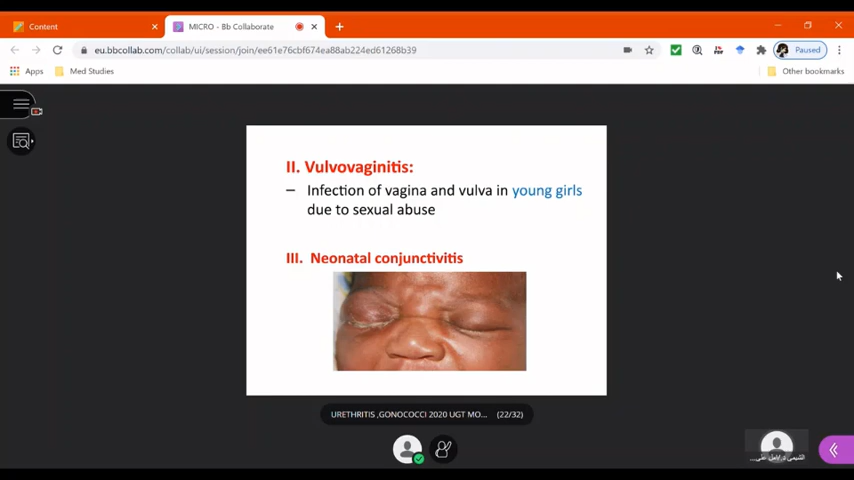 Content
MICRO - Bb Collaborate
eu.bbcollab.com/collab/ui/session/join/ee61e76cbf674ea88ab224ed61268b39
Paused
Apps
Med Studies
Other bookmarks
II. Vulvovaginitis:
– Infection of vagina and vulva in young girls
due to sexual abuse
III. Neonatal conjunctivitis
URETHRITIS ,GONOCOCCI 2020 UGT MO... (22/32)